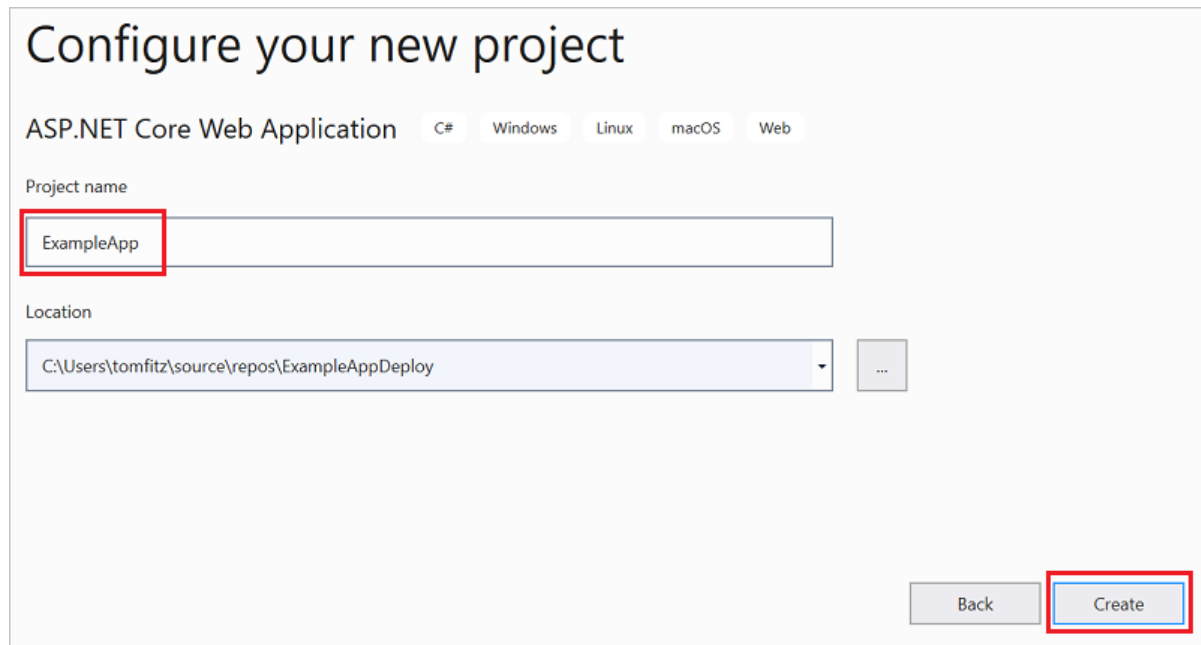 Configure your new project
ASP.NET Core Web Application C# Windows Linux macOS Web
Project name
ExampleApp
Location
C:\Users\tomfitz\source\repos\ExampleAppDeploy ...
Back Create